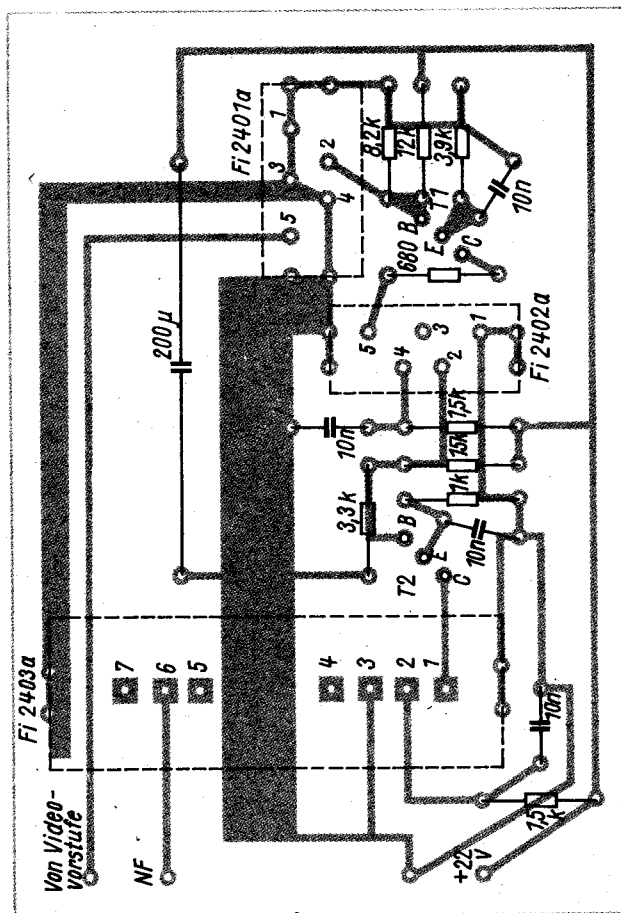 Fi 2401a
1
3
2
4
5
8,2k
12k
3,9k
10n
T1
B
E
C
680
200µ
Fi 2402a
5
4
3
2
1
10n
1,5k
15k
1k
3,3k
10n
B
E
C
T2
Fi 2403a
7
6
5
4
3
2
1
10n
1,5
k
Von Video-
vorstufe
NF
+22
V